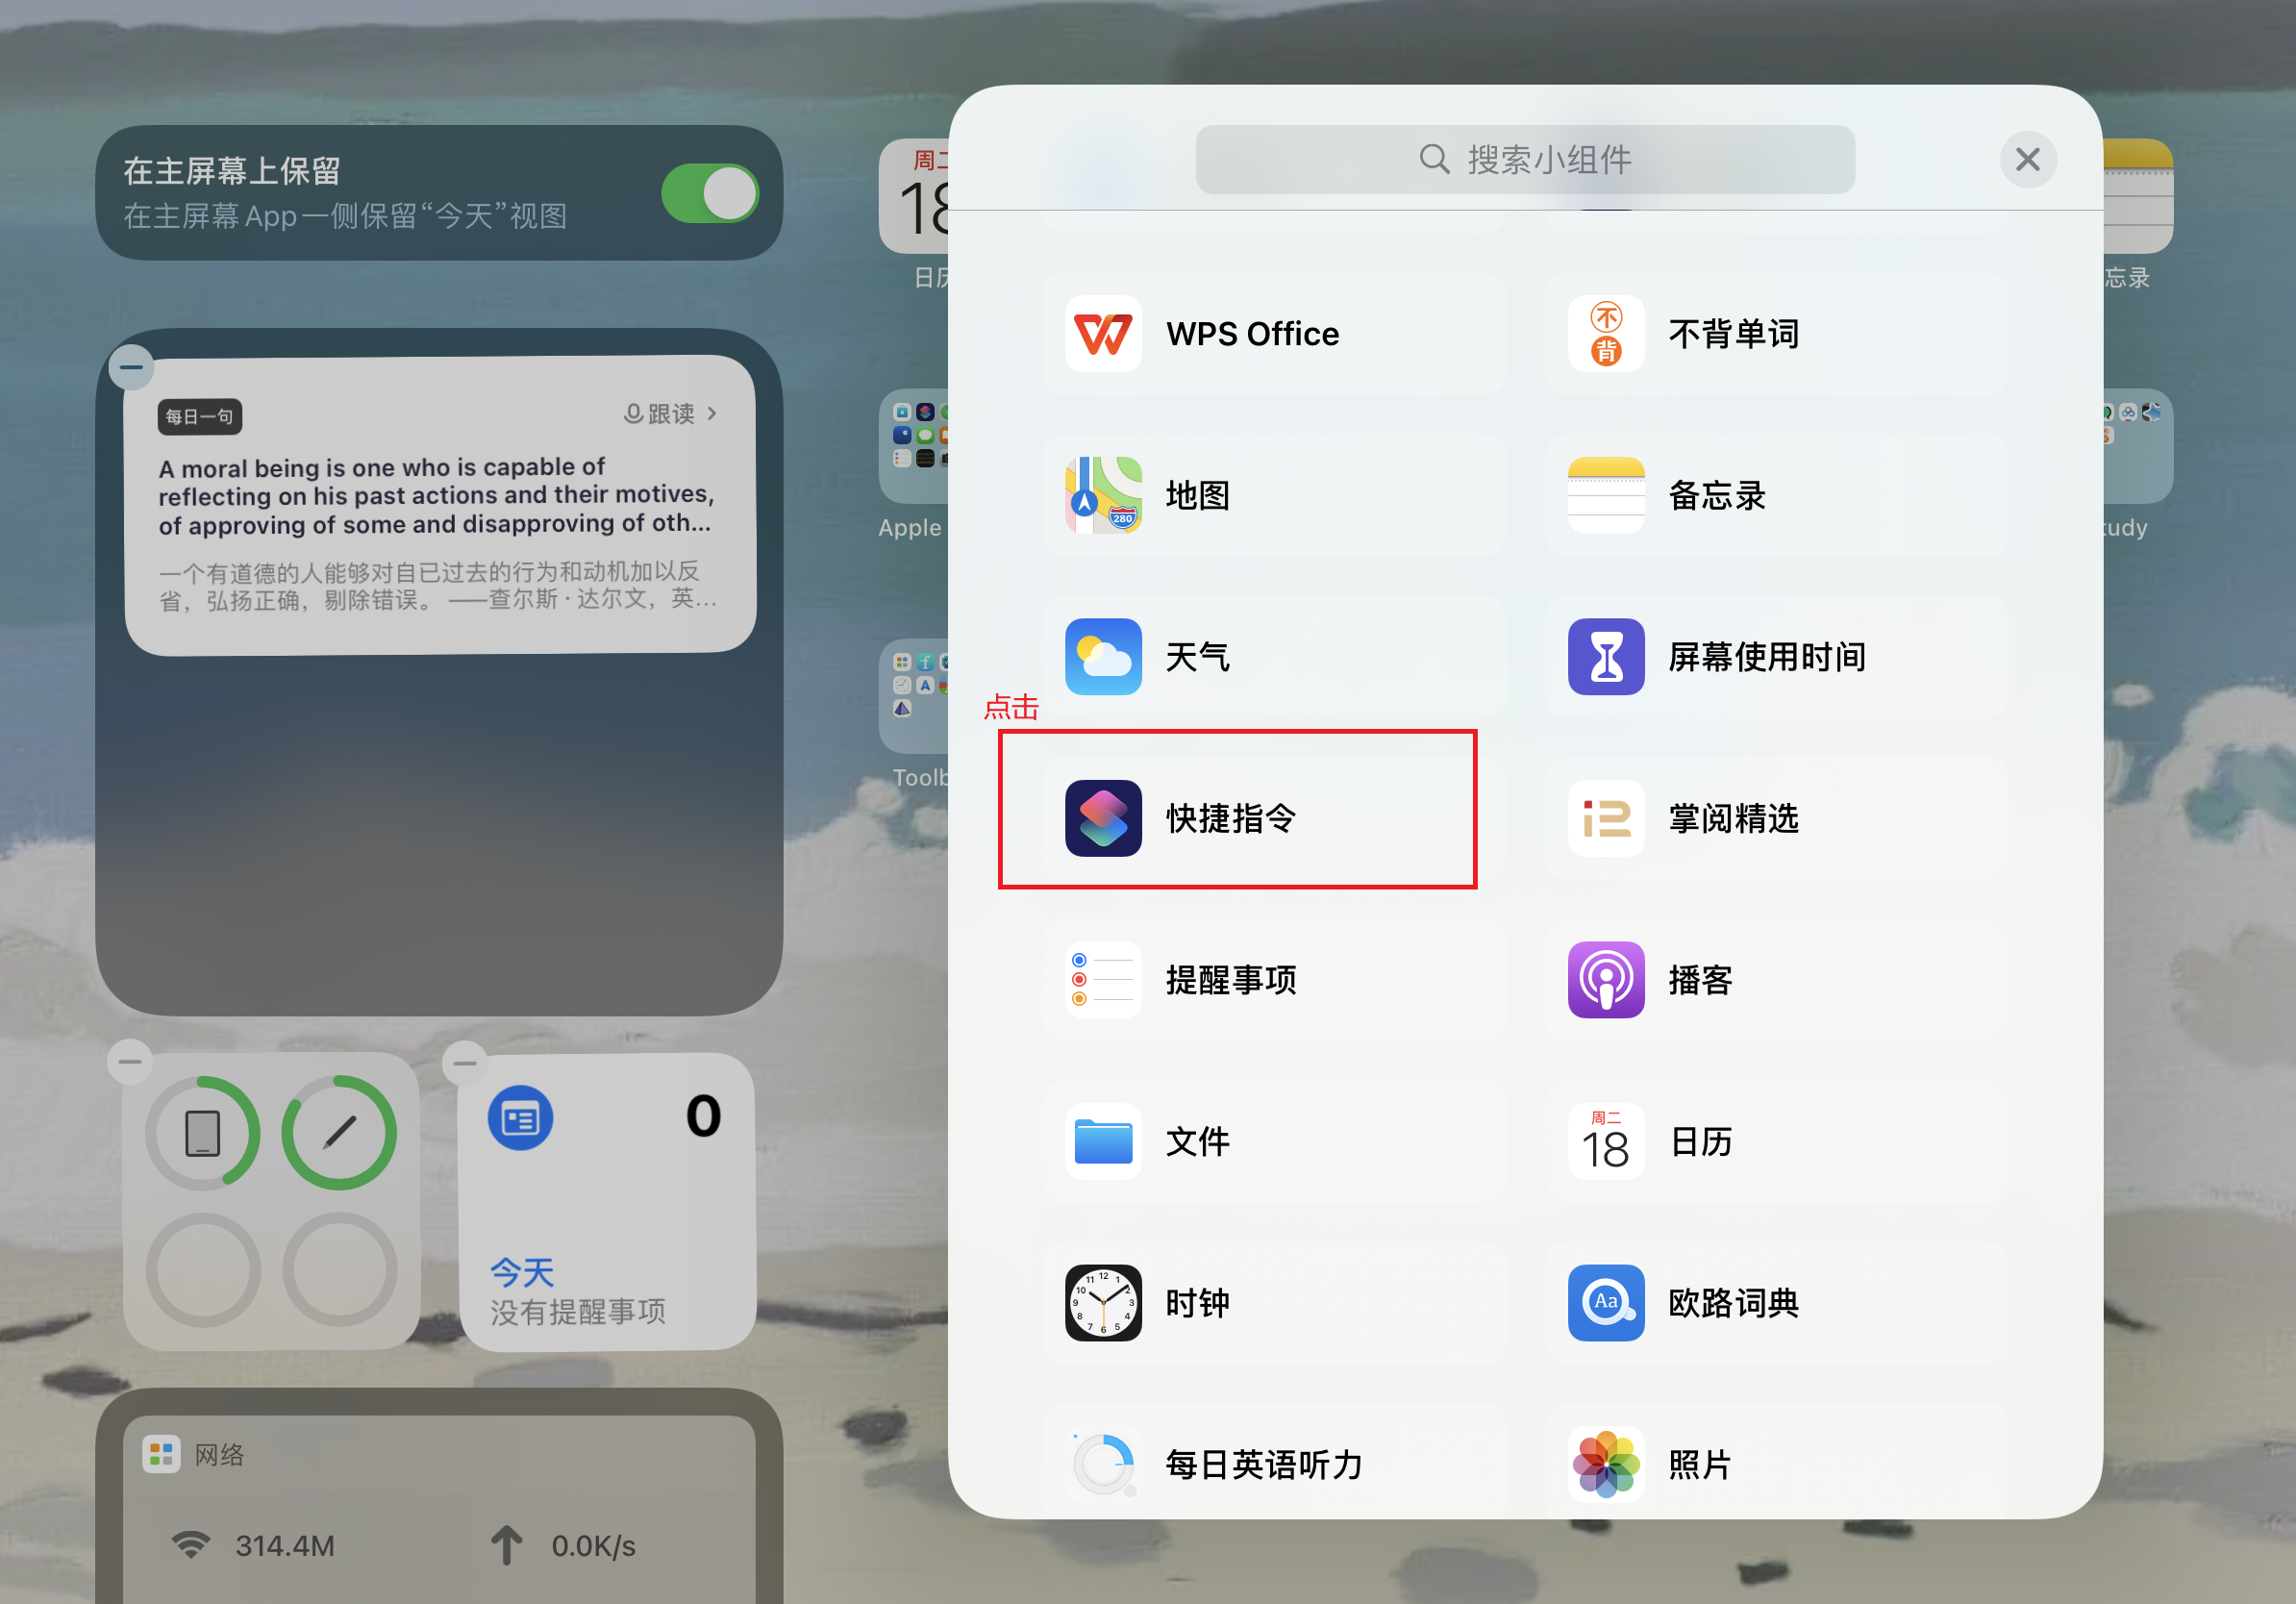 在主屏幕上保留
在主屏幕 App 一侧保留“今天”视图
每日一句
跟读
A moral being is one who is capable of
reflecting on his past actions and their motives,
of approving of some and disapproving of oth...
一个有道德的人能够对自己过去的行为和动机加以反
省，弘扬正确，剔除错误。 ——查尔斯·达尔文，英...
0
今天
没有提醒事项
网络
314.4M
0.0K/s
周二
18
日历
Apple
Toolb
忘录
tudy
搜索小组件
WPS Office
不背单词
地图
280
备忘录
天气
屏幕使用时间
点击
快捷指令
掌阅精选
提醒事项
播客
文件
周二
18
日历
时钟
Aa
欧路词典
每日英语听力
照片